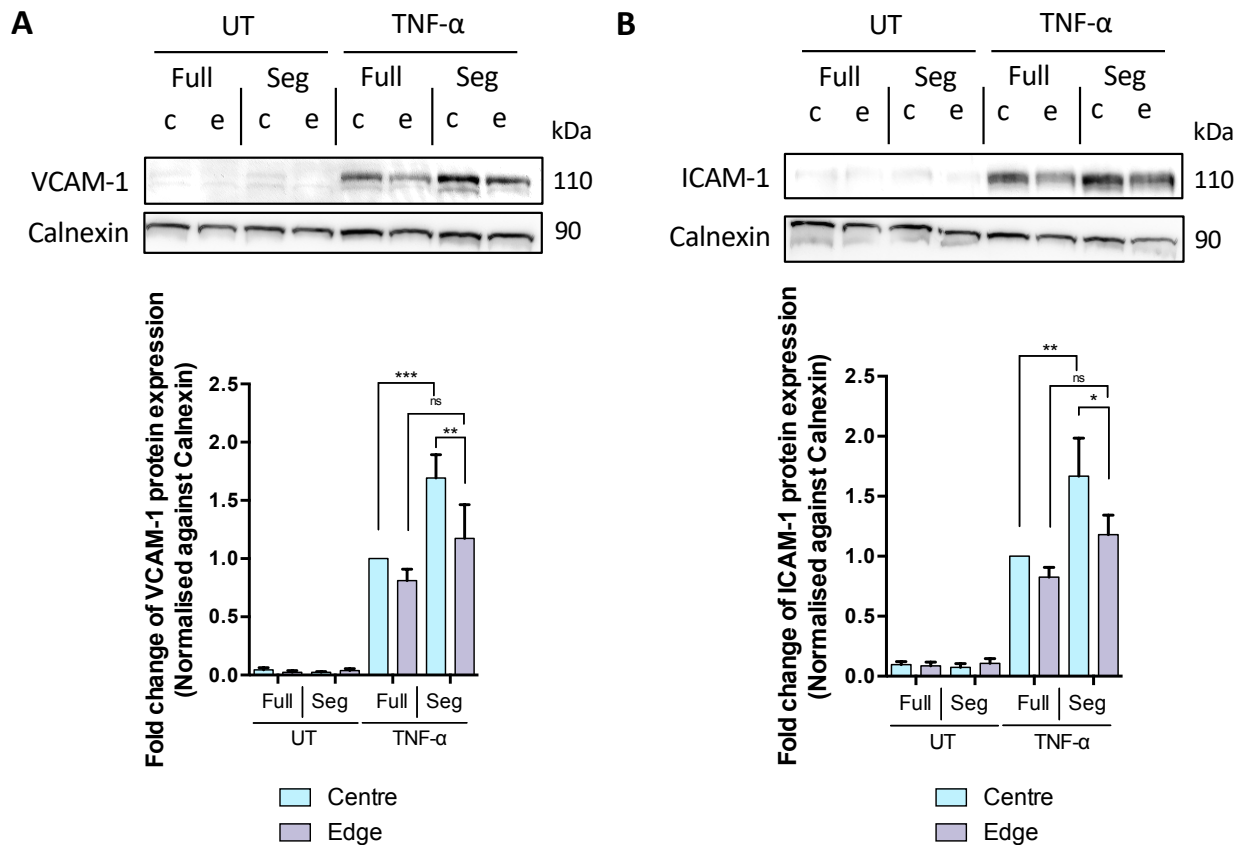 A
UT
TNF-α
Full
Seg
Full
Seg
c e c e c e c e
kDa
VCAM-1
110
Calnexin
90
Fold change of VCAM-1 protein expression
(Normalised against Calnexin)
2.5
2.0
1.5
1.0
0.5
0.0
***
ns
**
Full Seg Full Seg
UT TNF-α
Centre
Edge
B
UT
TNF-α
Full
Seg
Full
Seg
c e c e c e c e
kDa
ICAM-1
110
Calnexin
90
Fold change of ICAM-1 protein expression
(Normalised against Calnexin)
2.5
2.0
1.5
1.0
0.5
0.0
**
ns
*
Full Seg Full Seg
UT TNF-α
Centre
Edge